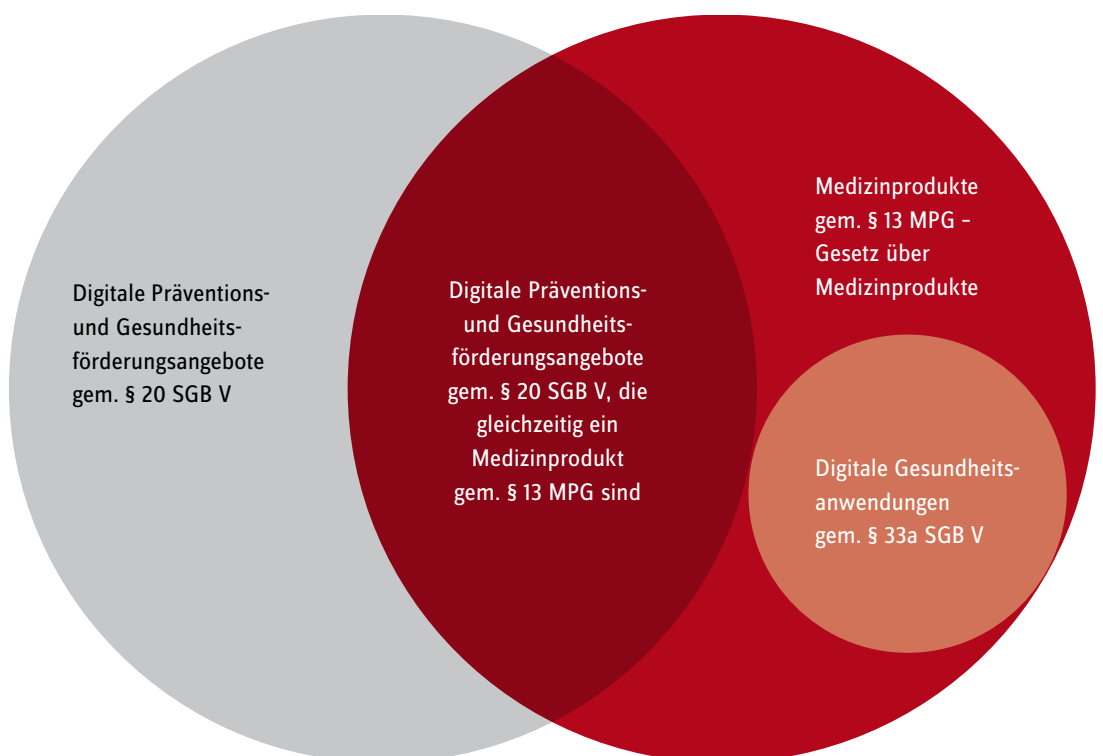 Digitale Präventions-
und Gesundheits-
förderungsangebote
gem. § 20 SGB V
Digitale Präventions-
und Gesundheits-
förderungsangebote
gem. § 20 SGB V, die
gleichzeitig ein
Medizinprodukt
gem. § 13 MPG sind
Medizinprodukte
gem. § 13 MPG –
Gesetz über
Medizinprodukte
Digitale Gesundheits-
anwendungen
gem. § 33a SGB V